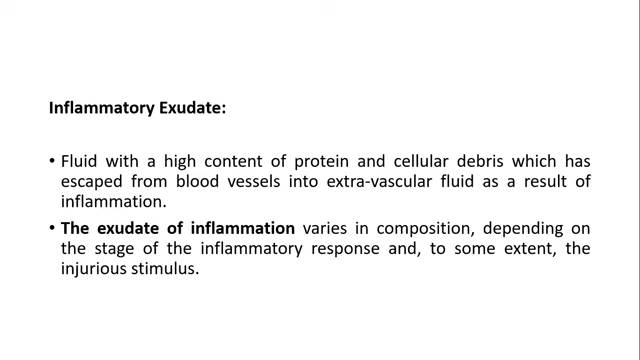 Inflammatory Exudate:
• Fluid with a high content of protein and cellular debris which has
escaped from blood vessels into extra-vascular fluid as a result of
inflammation.
• The exudate of inflammation varies in composition, depending on
the stage of the inflammatory response and, to some extent, the
injurious stimulus.